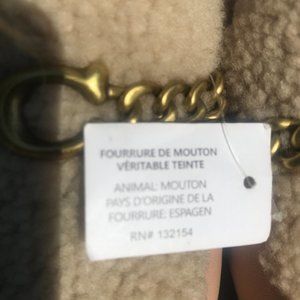 FOURRURE DE MOUTON
VÉRITABLE TEINTE
ANIMAL: MOUTON
PAYS D'ORIGINE DE LA
FOURRURE: ESPAGEN
RN# 132154